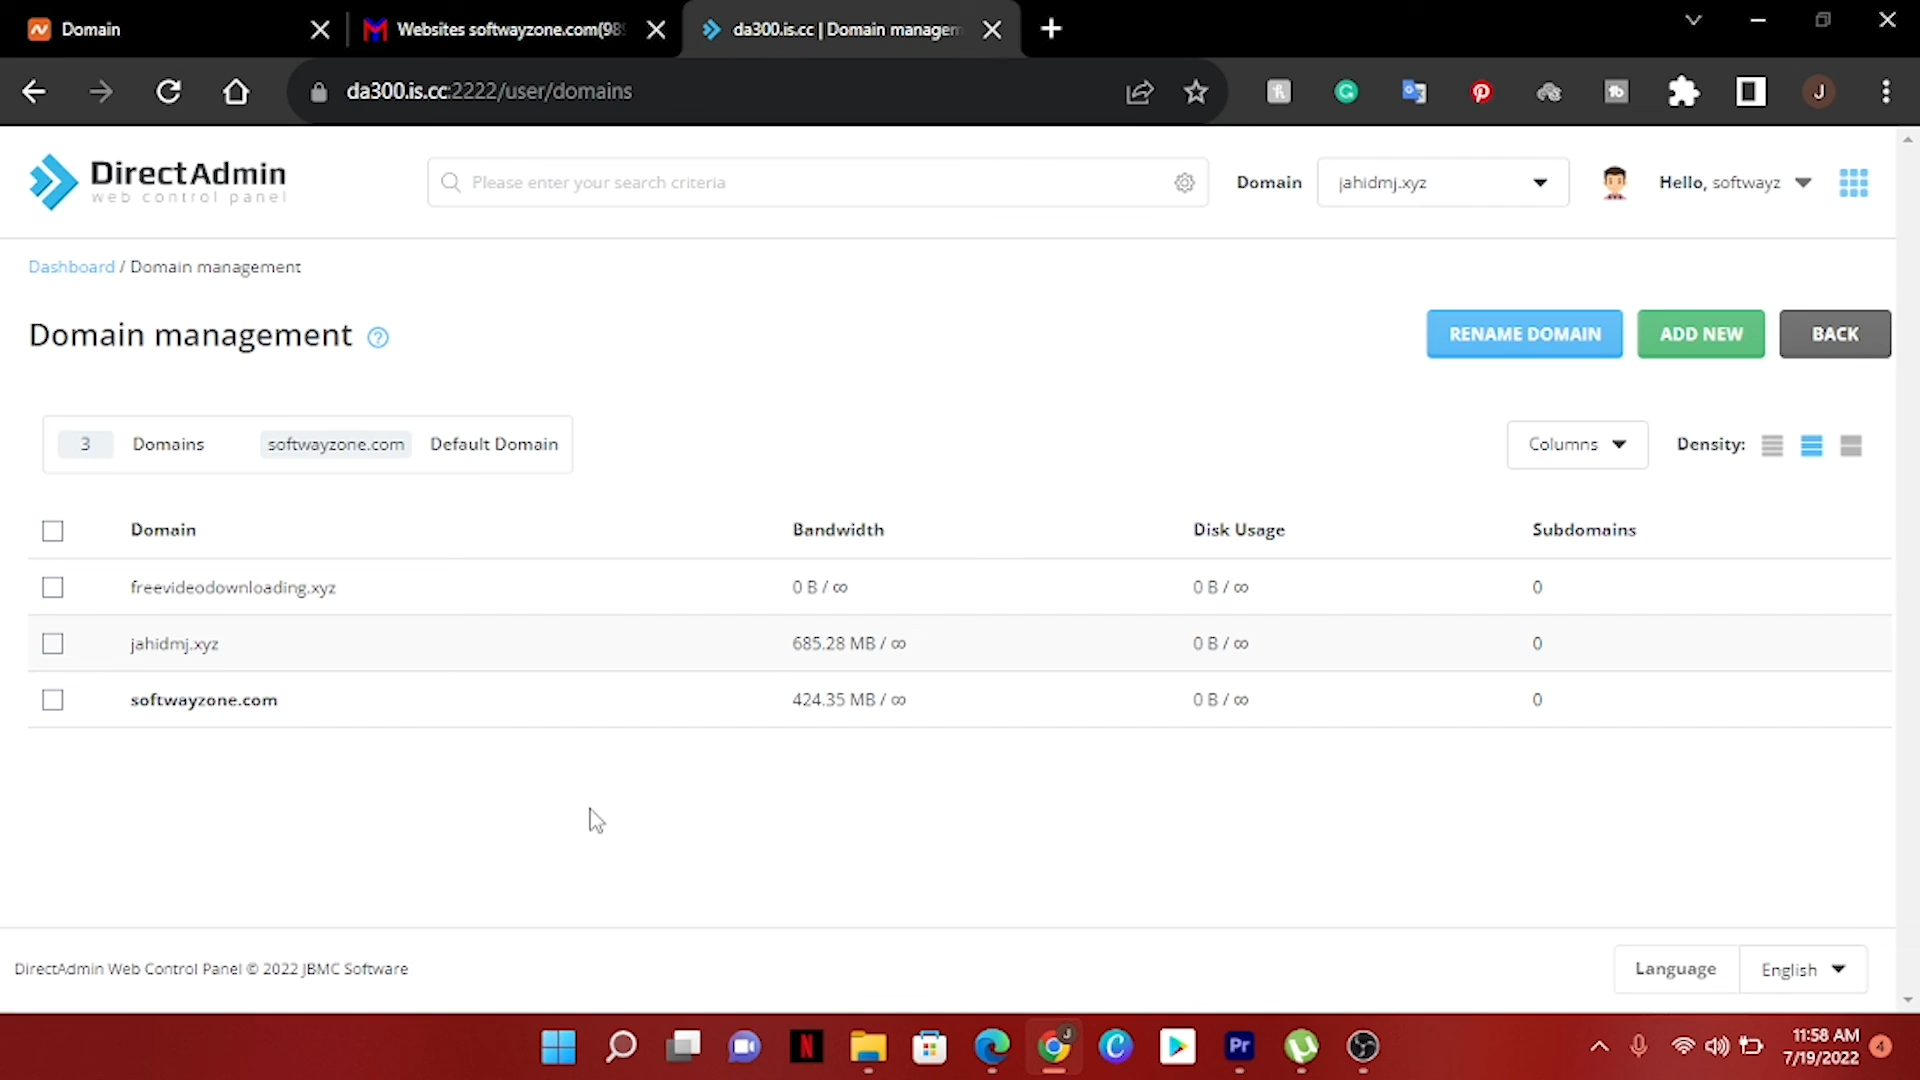 Domain
Websites softwayzone.com(98
da300.is.cc | Domain managem
da300.is.cc:2222/user/domains
J
DirectAdmin
web control panel
Please enter your search criteria
Domain
jahidmj.xyz
Hello, softwayz
Dashboard / Domain management
Domain management
?
RENAME DOMAIN
ADD NEW
BACK
3 Domains softwayzone.com Default Domain
Columns
Density:
Domain Bandwidth Disk Usage Subdomains
freevideodownloading.xyz 0 B / ∞ 0 B / ∞ 0
jahidmj.xyz 685.28 MB / ∞ 0 B / ∞ 0
softwayzone.com 424.35 MB / ∞ 0 B / ∞ 0
DirectAdmin Web Control Panel © 2022 JBMC Software
Language
English
N
J
Pr
11:58 AM
7/19/2022
4